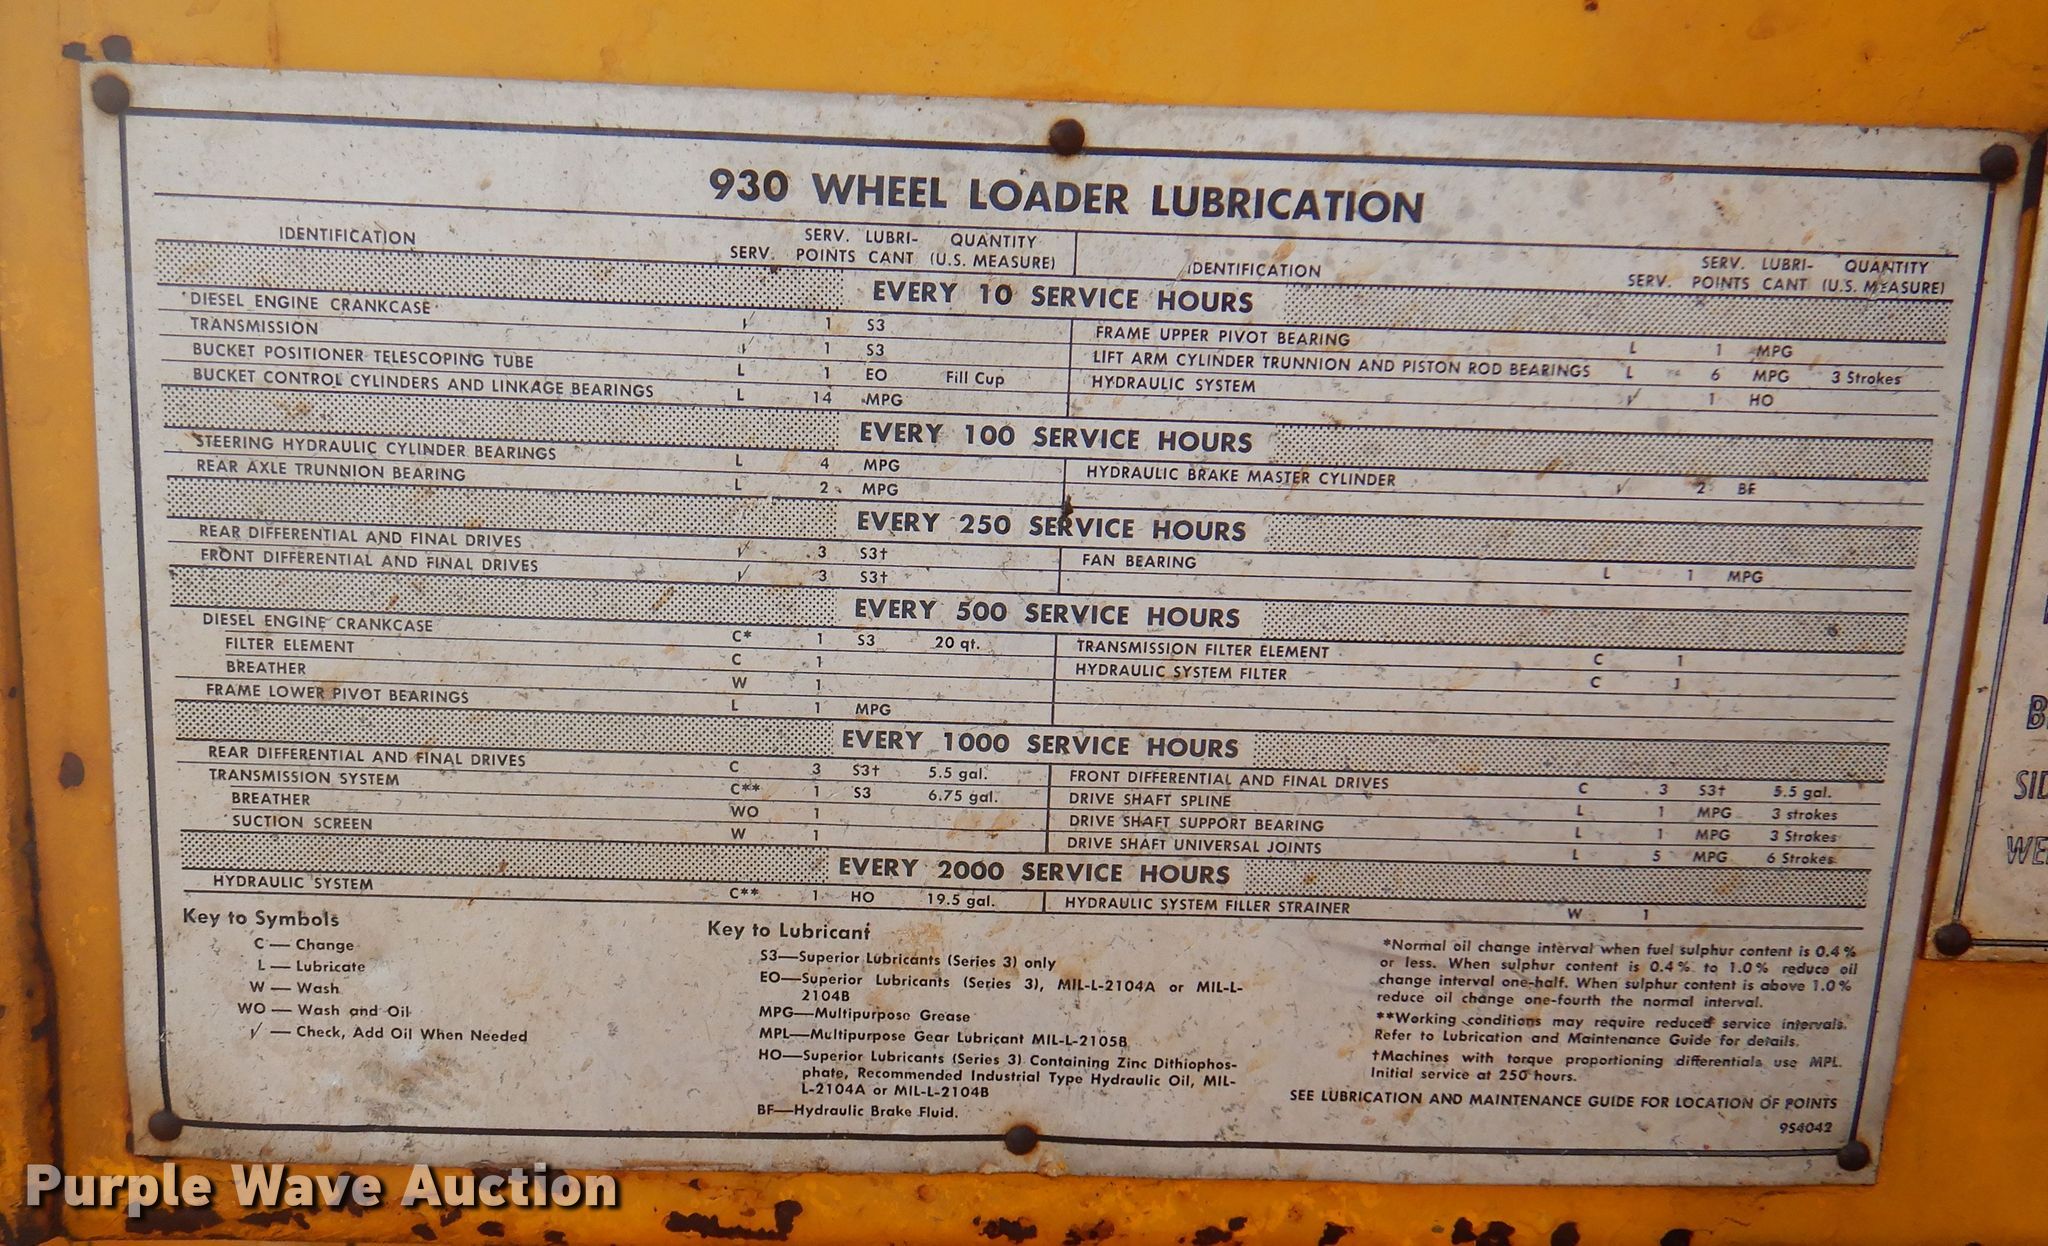 930 WHEEL LOADER LUBRICATION
IDENTIFICATION SERV. SERV. POINTS LUBRI-CANT QUANTITY (U.S. MEASURE) IDENTIFICATION SERV. SERV. POINTS LUBRI-CANT QUANTITY (U.S. MEASURE)
EVERY 10 SERVICE HOURS
DIESEL ENGINE CRANKCASE √ 1 S3
TRANSMISSION √ 1 S3
BUCKET POSITIONER TELESCOPING TUBE L 1 EO Fill Cup
BUCKET CONTROL CYLINDERS AND LINKAGE BEARINGS L 14 MPG
FRAME UPPER PIVOT BEARING L 1 MPG
LIFT ARM CYLINDER TRUNNION AND PISTON ROD BEARINGS L 6 MPG 3 Strokes
HYDRAULIC SYSTEM √ 1 HO
EVERY 100 SERVICE HOURS
STEERING HYDRAULIC CYLINDER BEARINGS L 4 MPG
REAR AXLE TRUNNION BEARING L 2 MPG
HYDRAULIC BRAKE MASTER CYLINDER √ 2 BF
EVERY 250 SERVICE HOURS
REAR DIFFERENTIAL AND FINAL DRIVES √ 3 S3†
FRONT DIFFERENTIAL AND FINAL DRIVES √ 3 S3†
FAN BEARING L 1 MPG
EVERY 500 SERVICE HOURS
DIESEL ENGINE CRANKCASE C* 1 S3 20 qt.
FILTER ELEMENT C 1
BREATHER W 1
FRAME LOWER PIVOT BEARINGS L 1 MPG
TRANSMISSION FILTER ELEMENT C 1
HYDRAULIC SYSTEM FILTER C 1
EVERY 1000 SERVICE HOURS
REAR DIFFERENTIAL AND FINAL DRIVES C 3 S3† 5.5 gal.
TRANSMISSION SYSTEM C** 1 S3 6.75 gal.
BREATHER WO 1
SUCTION SCREEN W 1
FRONT DIFFERENTIAL AND FINAL DRIVES C 3 S3† 5.5 gal.
DRIVE SHAFT SPLINE L 1 MPG 3 strokes
DRIVE SHAFT SUPPORT BEARING L 1 MPG 3 Strokes
DRIVE SHAFT UNIVERSAL JOINTS L 5 MPG 6 Strokes
EVERY 2000 SERVICE HOURS
HYDRAULIC SYSTEM C** 1 HO 19.5 gal.
HYDRAULIC SYSTEM FILLER STRAINER W 1
Key to Symbols
C — Change
L — Lubricate
W — Wash
WO — Wash and Oil
√ — Check, Add Oil When Needed
Key to Lubricant
S3—Superior Lubricants (Series 3) only
EO—Superior Lubricants (Series 3), MIL-L-2104A or MIL-L-
2104B
MPG—Multipurpose Grease
MPL—Multipurpose Gear Lubricant MIL-L-2105B
HO—Superior Lubricants (Series 3) Containing Zinc Dithiophos-
phate, Recommended Industrial Type Hydraulic Oil, MIL-
L-2104A or MIL-L-2104B
BF—Hydraulic Brake Fluid.
*Normal oil change interval when fuel sulphur content is 0.4%
or less. When sulphur content is 0.4% to 1.0% reduce oil
change interval one-half. When sulphur content is above 1.0%
reduce oil change one-fourth the normal interval.
**Working conditions may require reduced service intervals.
Refer to Lubrication and Maintenance Guide for details.
†Machines with torque proportioning differentials use MPL.
Initial service at 250 hours.
SEE LUBRICATION AND MAINTENANCE GUIDE FOR LOCATION OF POINTS
9S4042
Purple Wave Auction